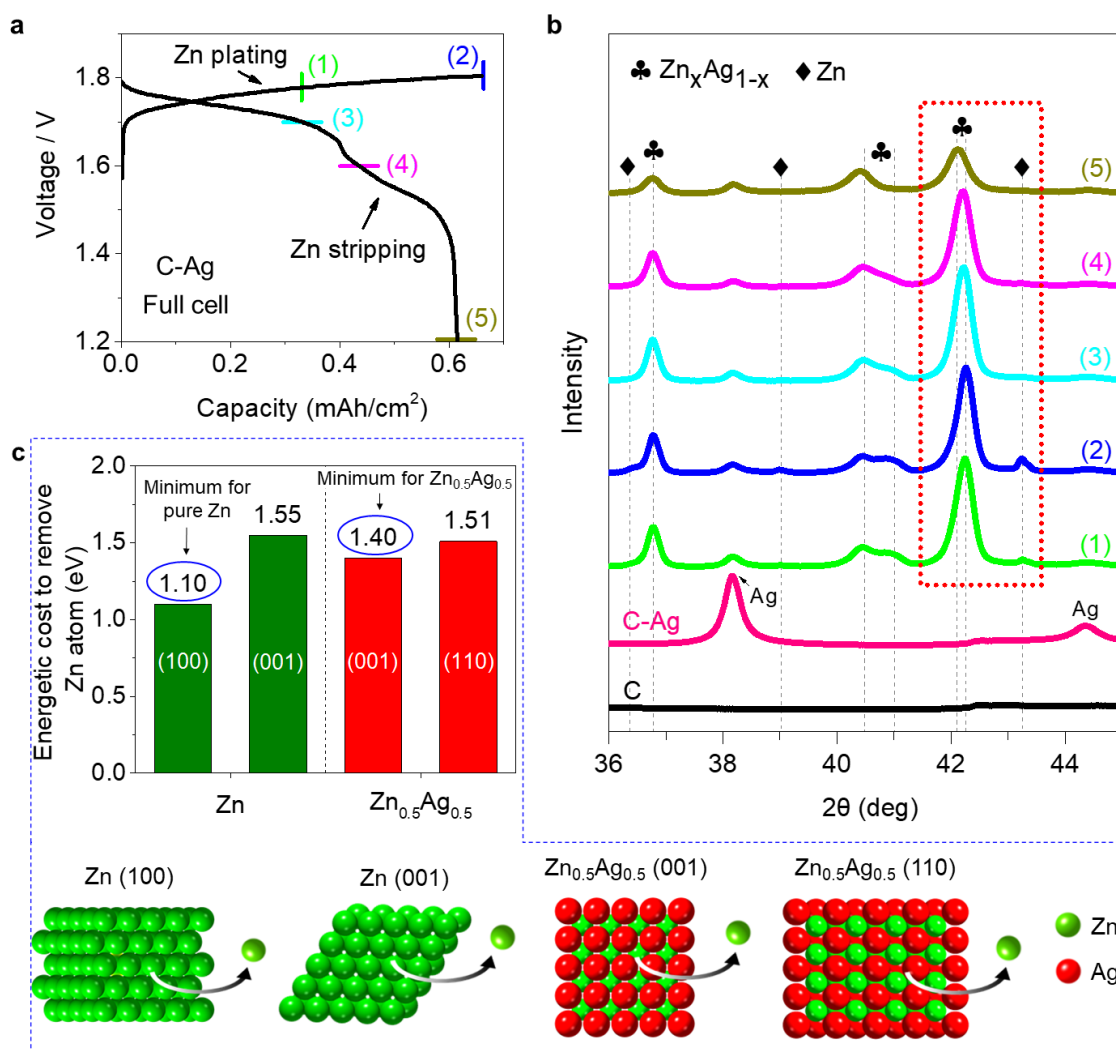 a
Voltage / V
1.8
1.6
1.4
1.2
Zn plating
(1)
(2)
(3)
(4)
Zn stripping
C-Ag
Full cell
(5)
0.0
0.2
0.4
0.6
Capacity (mAh/cm²)
b
Intensity
♣ ZnₓAg₁₋ₓ ♦ Zn
(5)
(4)
(3)
(2)
(1)
Ag
Ag
C-Ag
C
36
38
40
42
44
2θ (deg)
c
Energetic cost to remove
Zn atom (eV)
2.0
1.5
1.0
0.5
0.0
Minimum for
pure Zn
1.10
1.55
Minimum for Zn₀.₅Ag₀.₅
1.40
1.51
(100)
(001)
(001)
(110)
Zn
Zn₀.₅Ag₀.₅
Zn (100)
Zn (001)
Zn₀.₅Ag₀.₅ (001)
Zn₀.₅Ag₀.₅ (110)
Zn
Ag